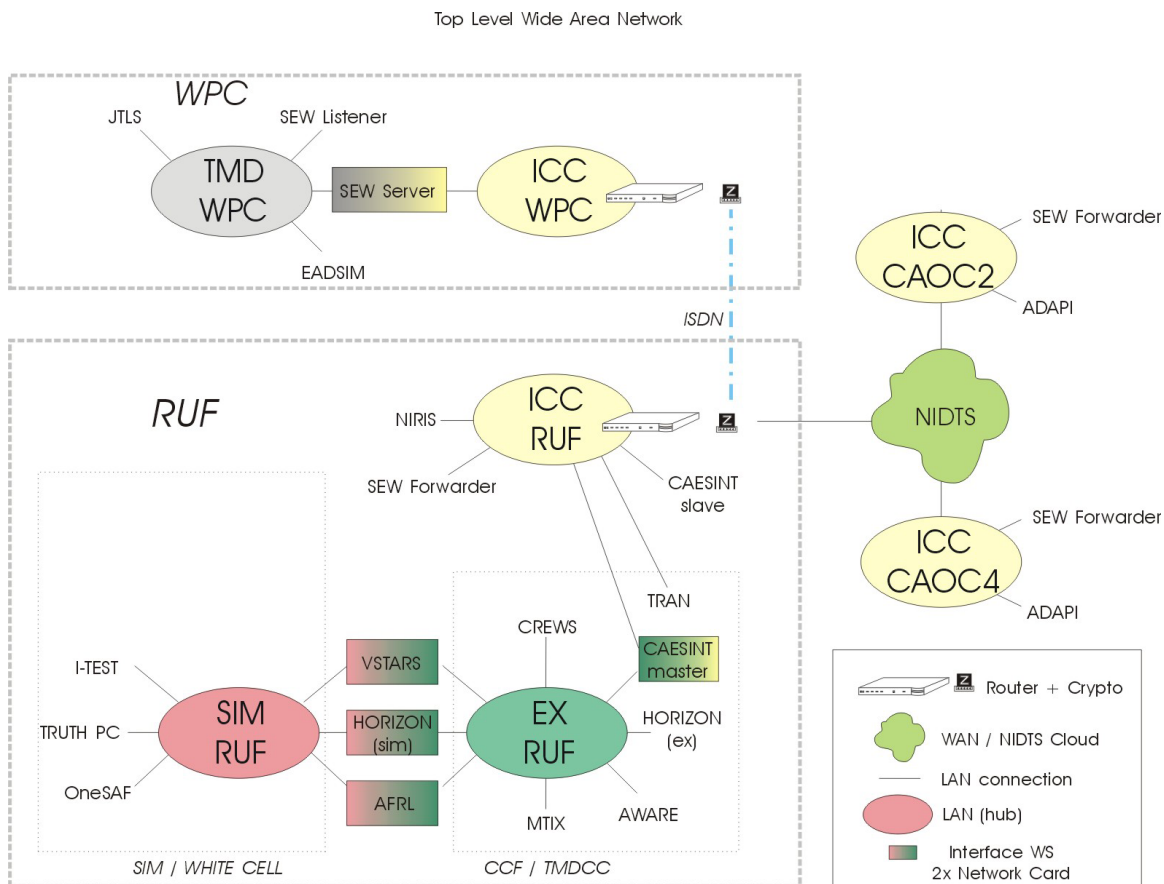 Top Level Wide Area Network
WPC
JTLS
SEW Listener
TMD
WPC
SEW Server
ICC
WPC
Z
EADSIM
ISDN
ICC
CAOC2
SEW Forwarder
ADAPI
RUF
NIRIS
ICC
RUF
Z
SEW Forwarder
CAESINT
slave
NIDTS
ICC
CAOC4
SEW Forwarder
ADAPI
TRAN
CREWS
CAESINT
master
I-TEST
VSTARS
TRUTH PC
SIM
RUF
HORIZON
(sim)
EX
RUF
HORIZON
(ex)
OneSAF
AFRL
MTIX
AWARE
SIM / WHITE CELL
CCF / TMDCC
Z
Router + Crypto
WAN / NIDTS Cloud
LAN connection
LAN (hub)
Interface WS
2x Network Card